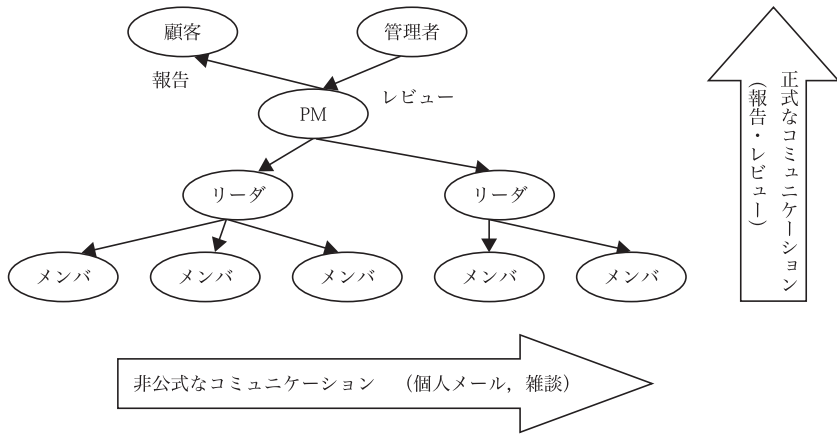 顧客
管理者
報告
レビュー
PM
リーダ
リーダ
メンバ
メンバ
メンバ
メンバ
メンバ
正式なコミュニケーション
（報告・レビュー）
非公式なコミュニケーション　（個人メール，雑談）